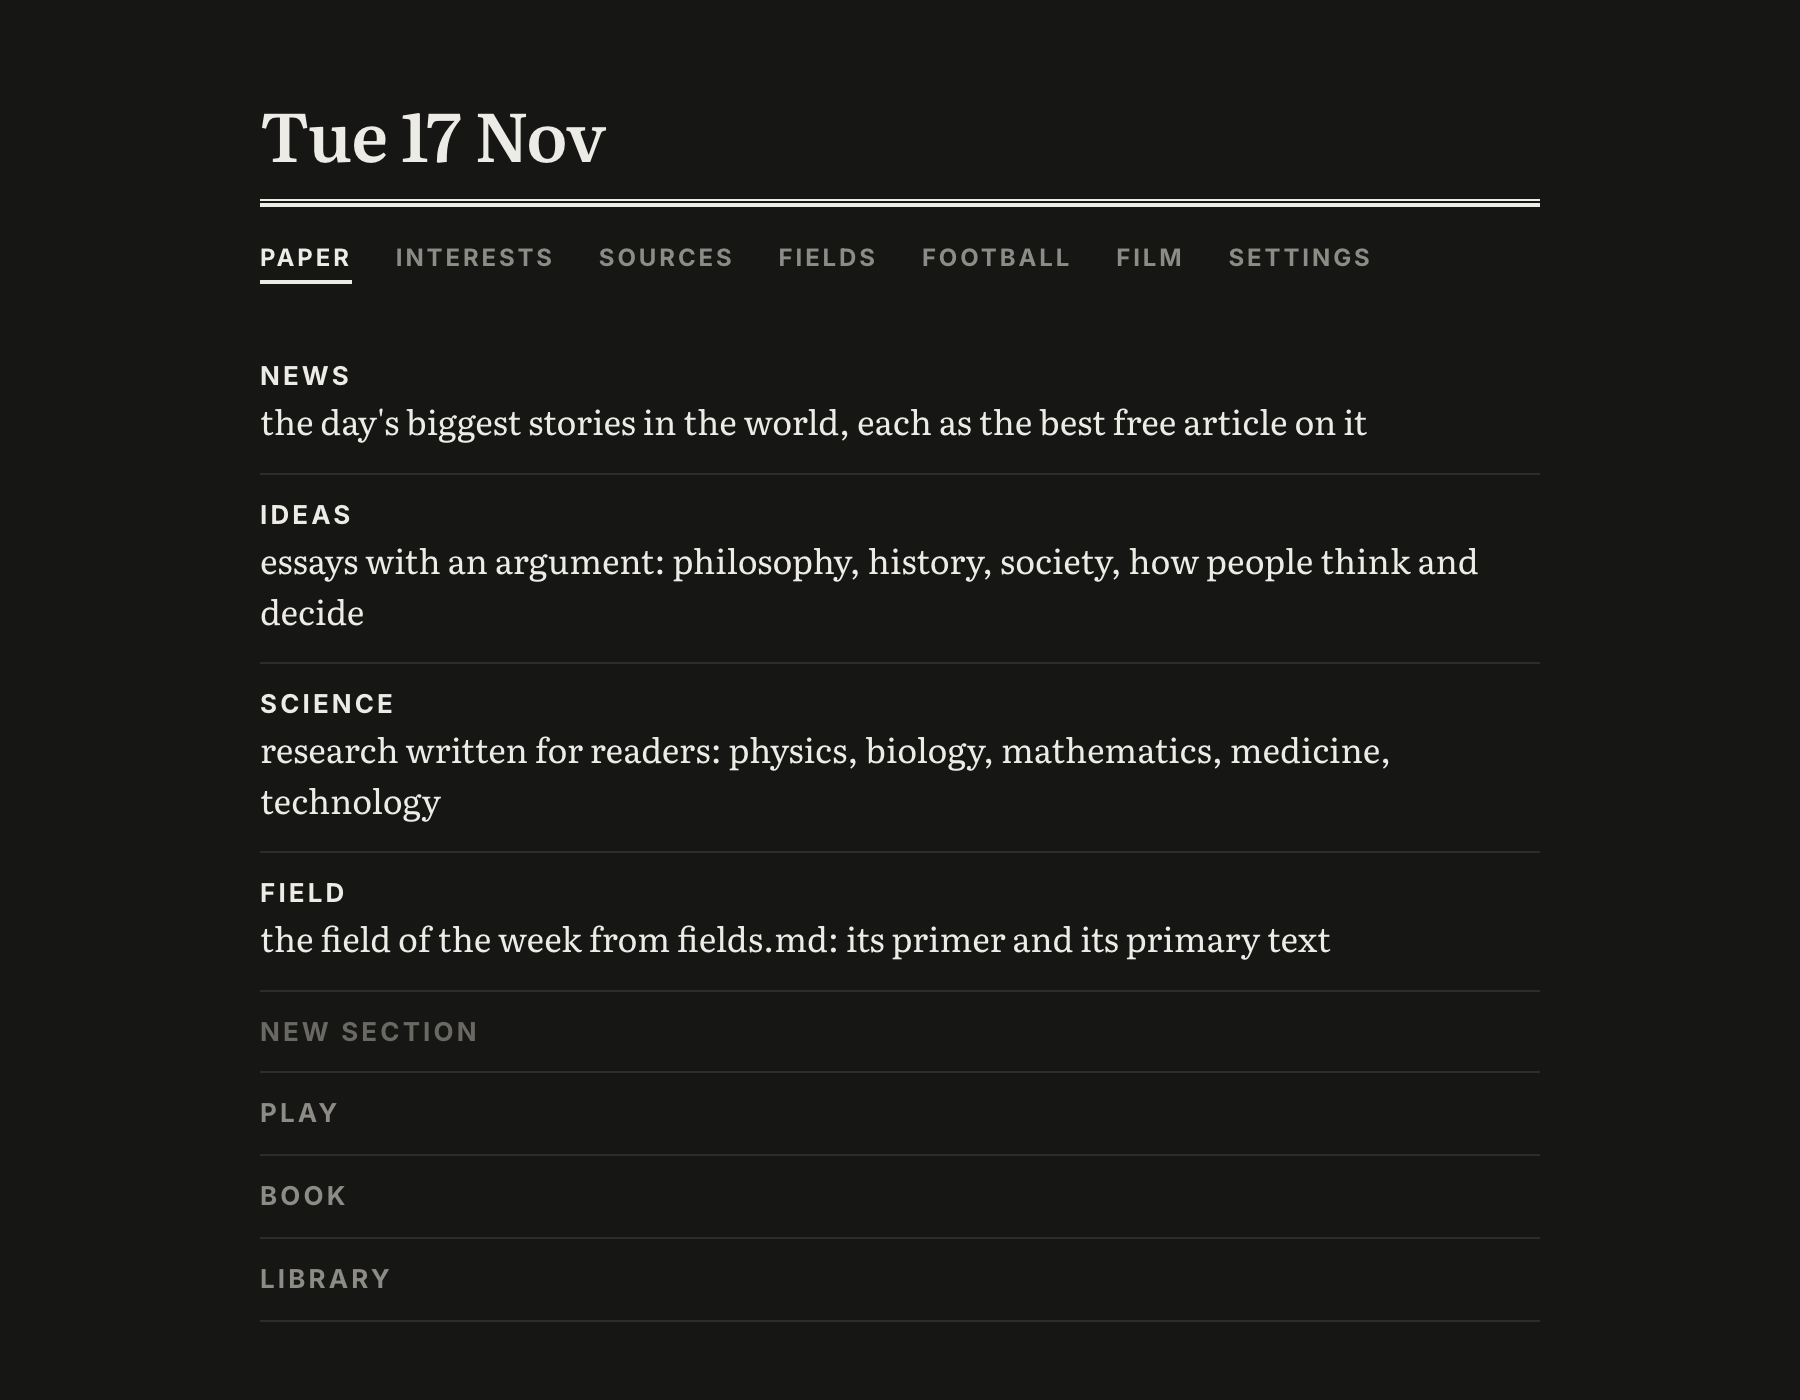 Tue 17 Nov
PAPER INTERESTS SOURCES FIELDS FOOTBALL FILM SETTINGS
NEWS
the day's biggest stories in the world, each as the best free article on it
IDEAS
essays with an argument: philosophy, history, society, how people think and
decide
SCIENCE
research written for readers: physics, biology, mathematics, medicine,
technology
FIELD
the field of the week from fields.md: its primer and its primary text
NEW SECTION
PLAY
BOOK
LIBRARY